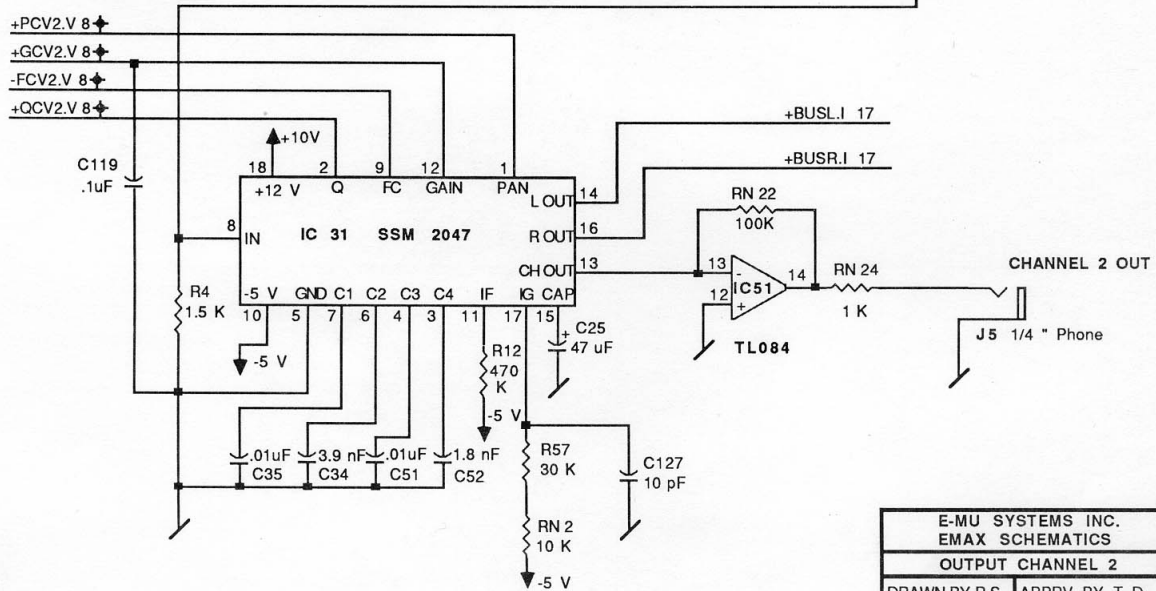 +PCV2.V 8
+GCV2.V 8
-FCV2.V 8
+QCV2.V 8
+10V
C119
.1uF
18 2 9 12 1
+12 V Q FC GAIN PAN
+BUSL.I 17
+BUSR.I 17
L OUT 14
8 IN
IC 31 SSM 2047
R OUT 16
CH OUT 13
RN 22
100K
13 -
IC51
12 +
14
TL084
RN 24
1 K
CHANNEL 2 OUT
J5 1/4 " Phone
R4
1.5 K
-5 V GND C1 C2 C3 C4 IF IG CAP
10 5 7 6 4 3 11 17 15
-5 V
+ C25
47 uF
R12
470
K
-5 V
.01uF
C35
3.9 nF
C34
.01uF
C51
1.8 nF
C52
R57
30 K
C127
10 pF
RN 2
10 K
-5 V
E-MU SYSTEMS INC.
EMAX SCHEMATICS
OUTPUT CHANNEL 2
DRAWN BY R.S. APPRV. BY T. D.